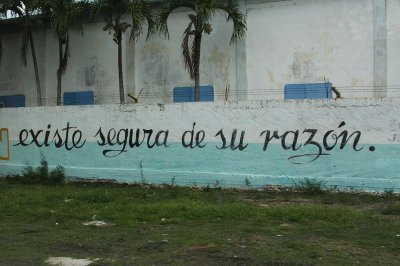 existe segura de su razón.